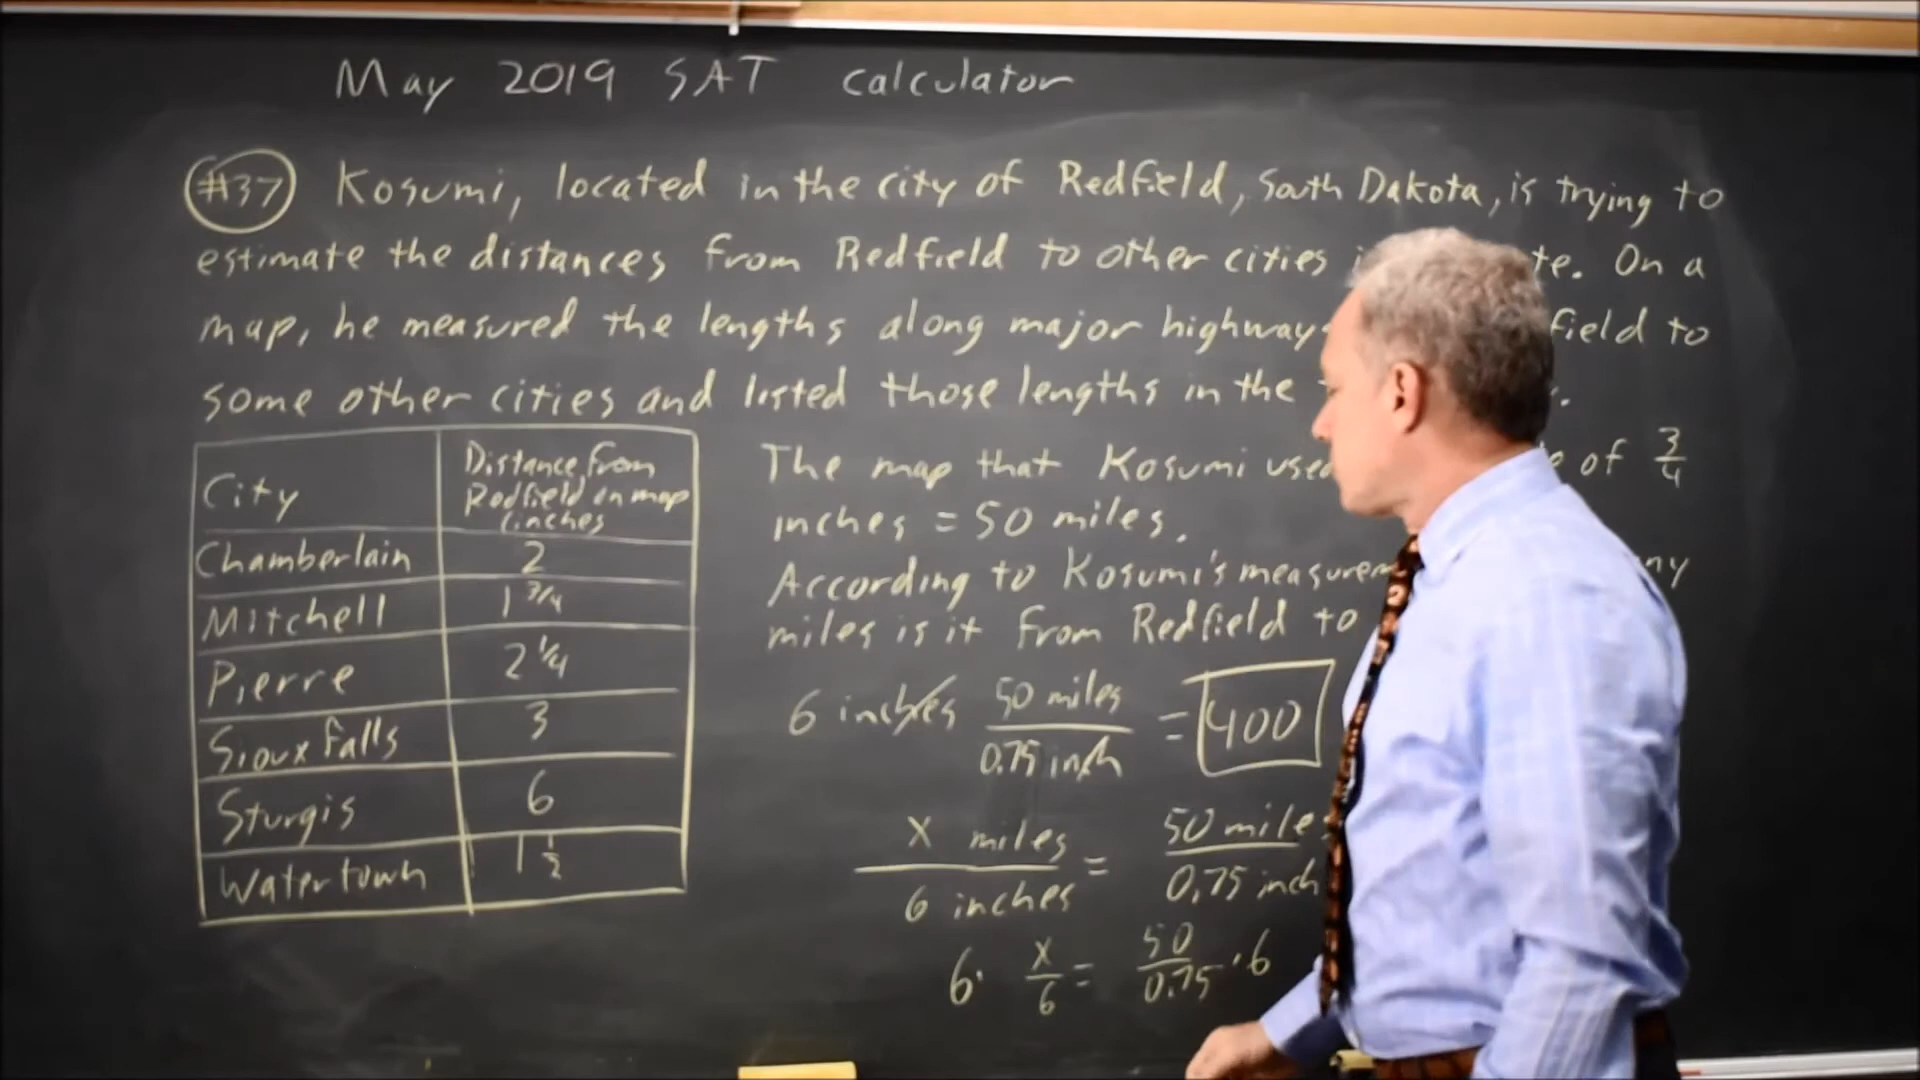 May 2019 SAT calculator
#37 Kosumi, located in the city of Redfield, South Dakota, is trying to
estimate the distances from Redfield to other cities te. On a
map, he measured the lengths along major highway field to
some other cities and listed those lengths in the
City
Distance from
Redfield on map
(inches
Chamberlain 2
Mitchell 1 3/4
Pierre 2 1/4
Sioux Falls 3
Sturgis 6
Watertown 1 1/2
The map that Kosumi used of 3/4
inches = 50 miles.
According to Kosumi's measurem ny
miles is it from Redfield to
6 inches 50 miles/0.75 inch = 400
x miles/6 inches = 50 mile/0.75 inch
6 · x/6 = 50/0.75 · 6